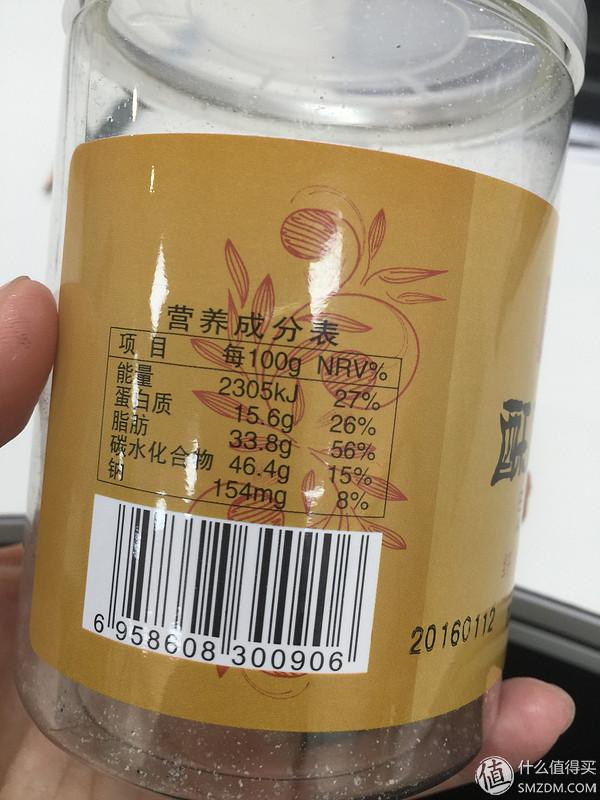 营养成分表
项 目 每100g NRV%
能量 2305kJ 27%
蛋白质 15.6g 26%
脂肪 33.8g 56%
碳水化合物 46.4g 15%
钠 154mg 8%
6 958608 300906
20160112
值 什么值得买
SMZDM.COM